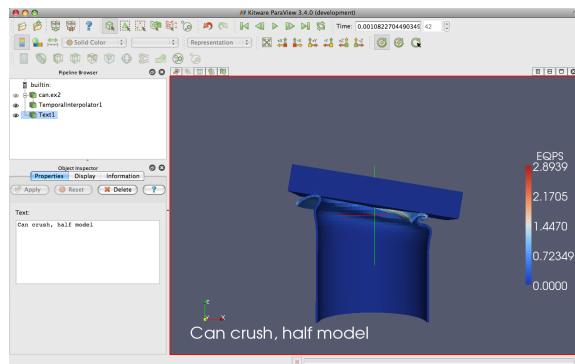 Kitware ParaView 3.4.0 (development)
Time: 0.0010822704490349 42
Solid Color
Representation
Pipeline Browser
builtin:
can.ex2
TemporalInterpolator1
Text1
Object Inspector
Properties Display Information
Apply Reset Delete ?
Text:
Can crush, half model
EQPS
2.8939
2.1705
1.4470
0.72349
0.0000
Can crush, half model